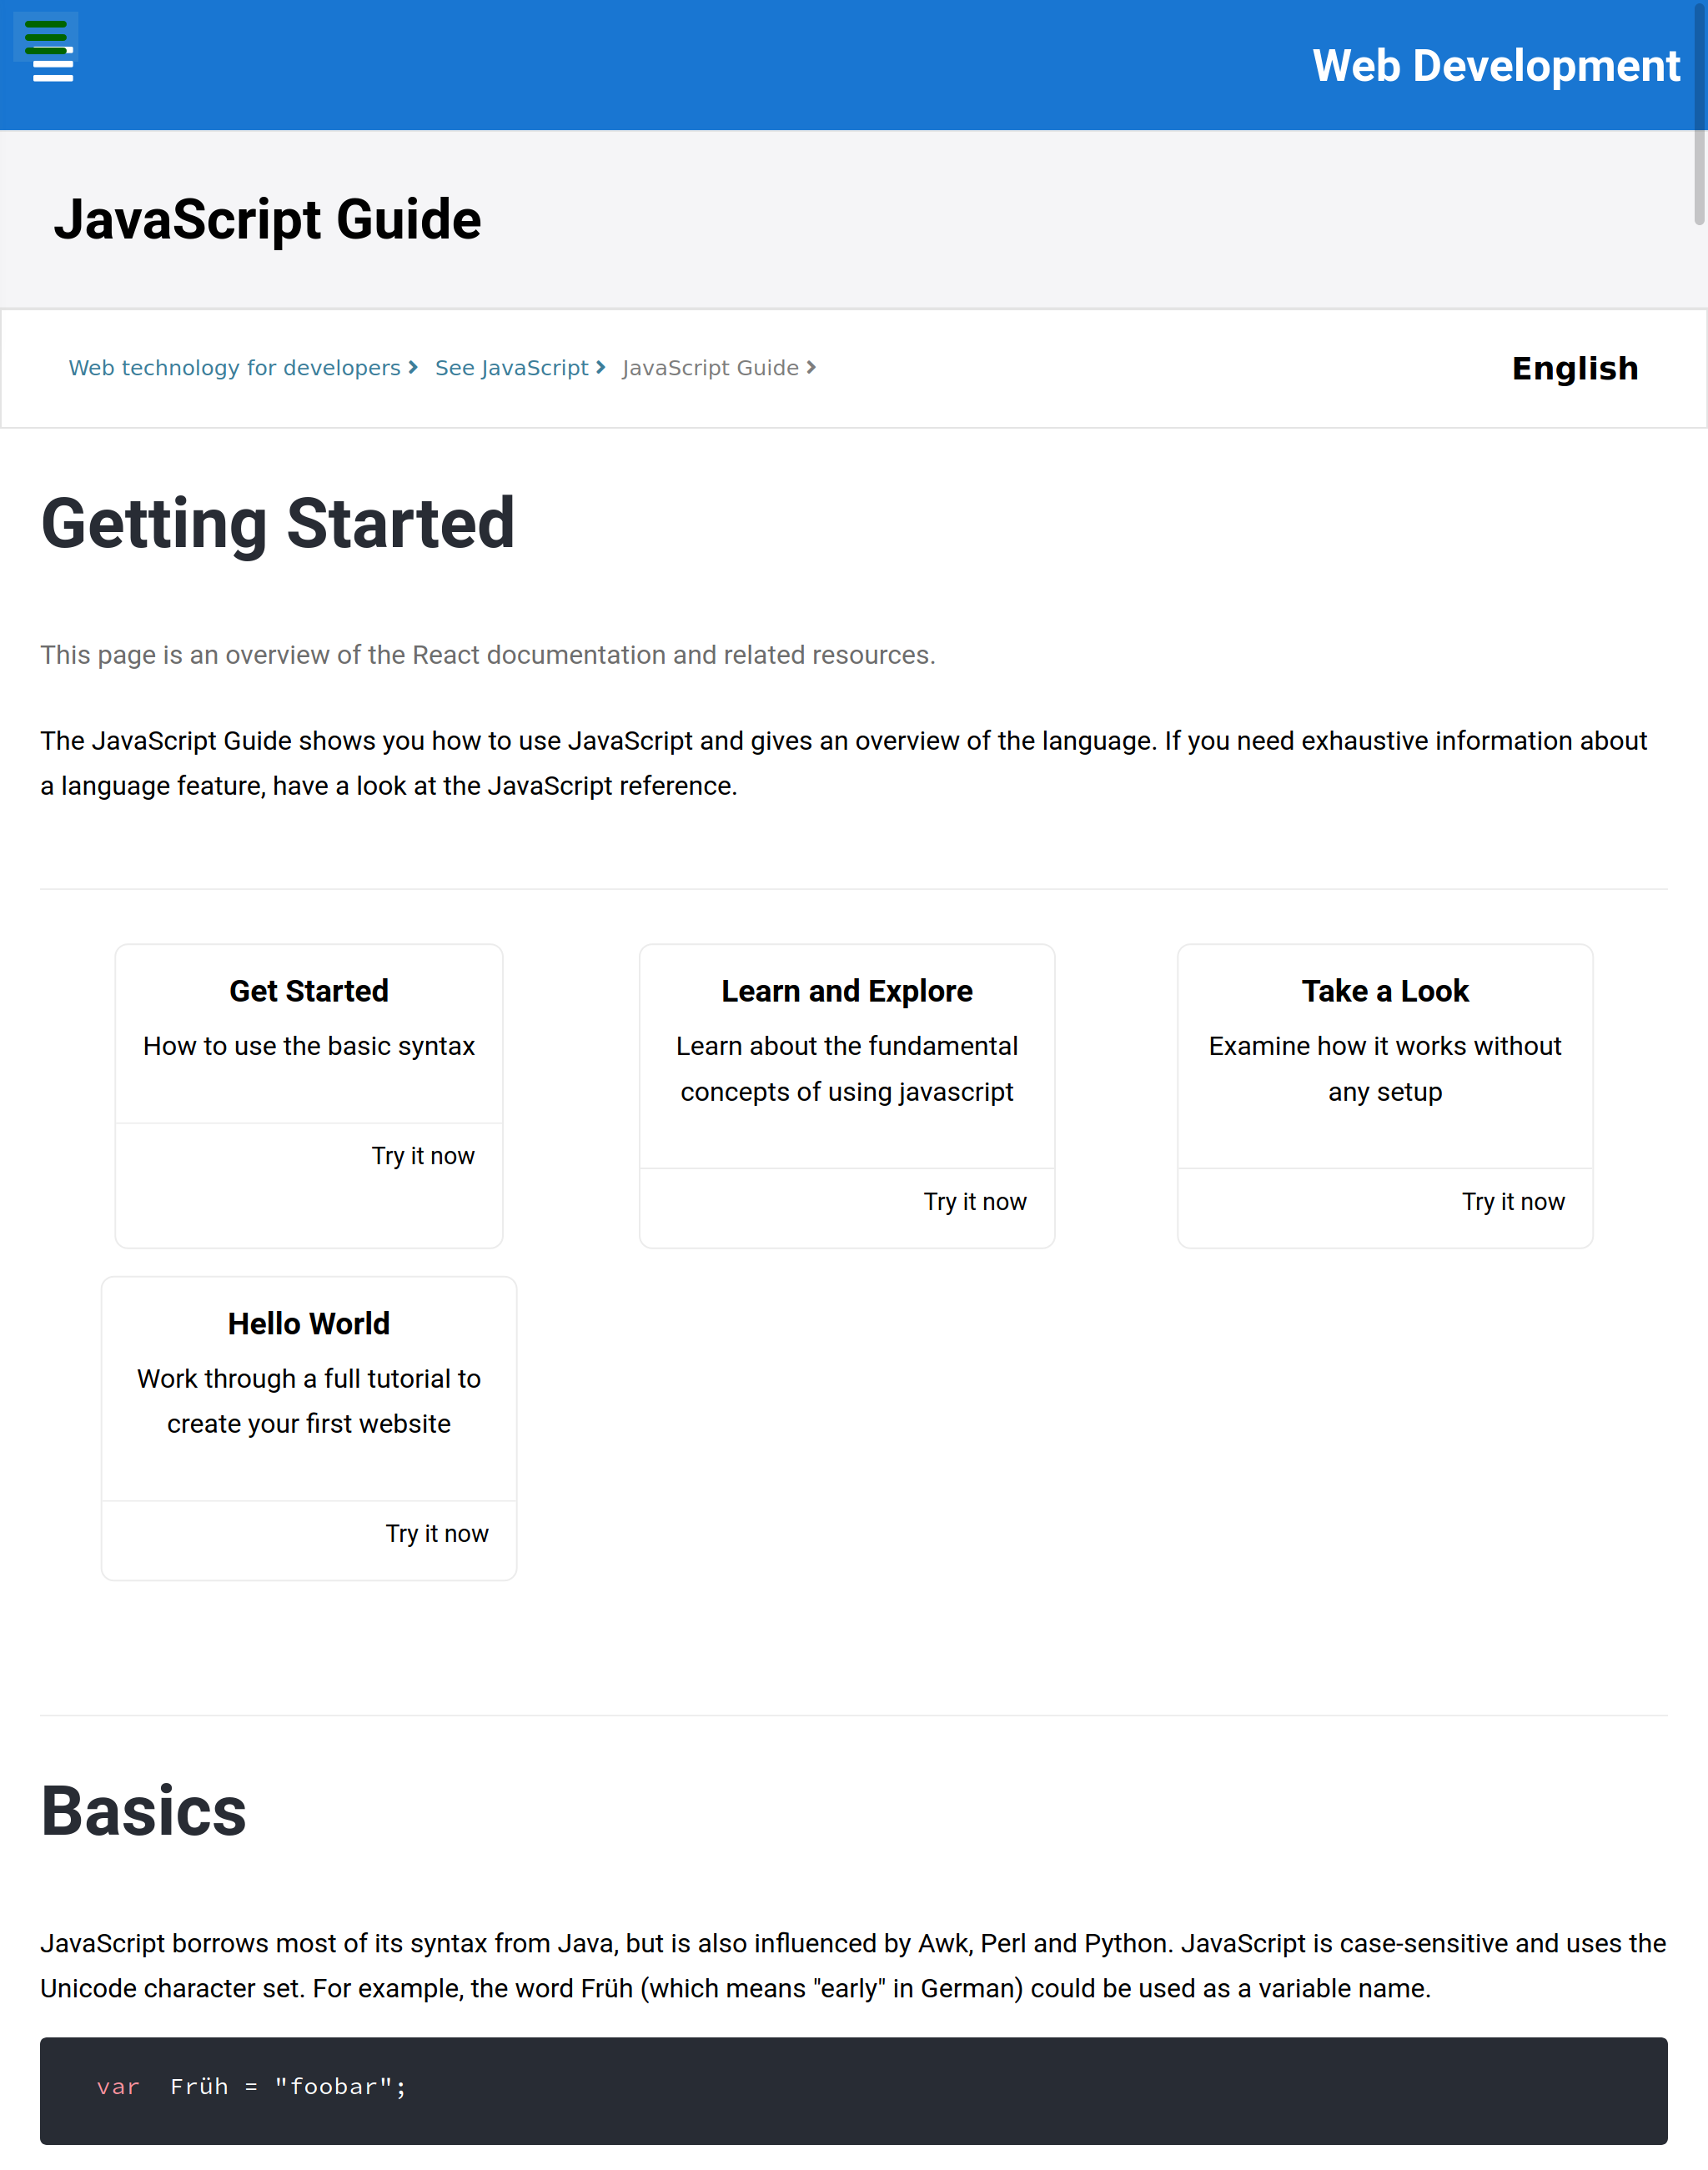 Web Development
JavaScript Guide
Web technology for developers
See JavaScript
JavaScript Guide
English
Getting Started
This page is an overview of the React documentation and related resources.
The JavaScript Guide shows you how to use JavaScript and gives an overview of the language. If you need exhaustive information about
a language feature, have a look at the JavaScript reference.
Get Started
How to use the basic syntax
Try it now
Learn and Explore
Learn about the fundamental
concepts of using javascript
Try it now
Take a Look
Examine how it works without
any setup
Try it now
Hello World
Work through a full tutorial to
create your first website
Try it now
Basics
JavaScript borrows most of its syntax from Java, but is also influenced by Awk, Perl and Python. JavaScript is case-sensitive and uses the
Unicode character set. For example, the word Früh (which means "early" in German) could be used as a variable name.
var Früh = "foobar";